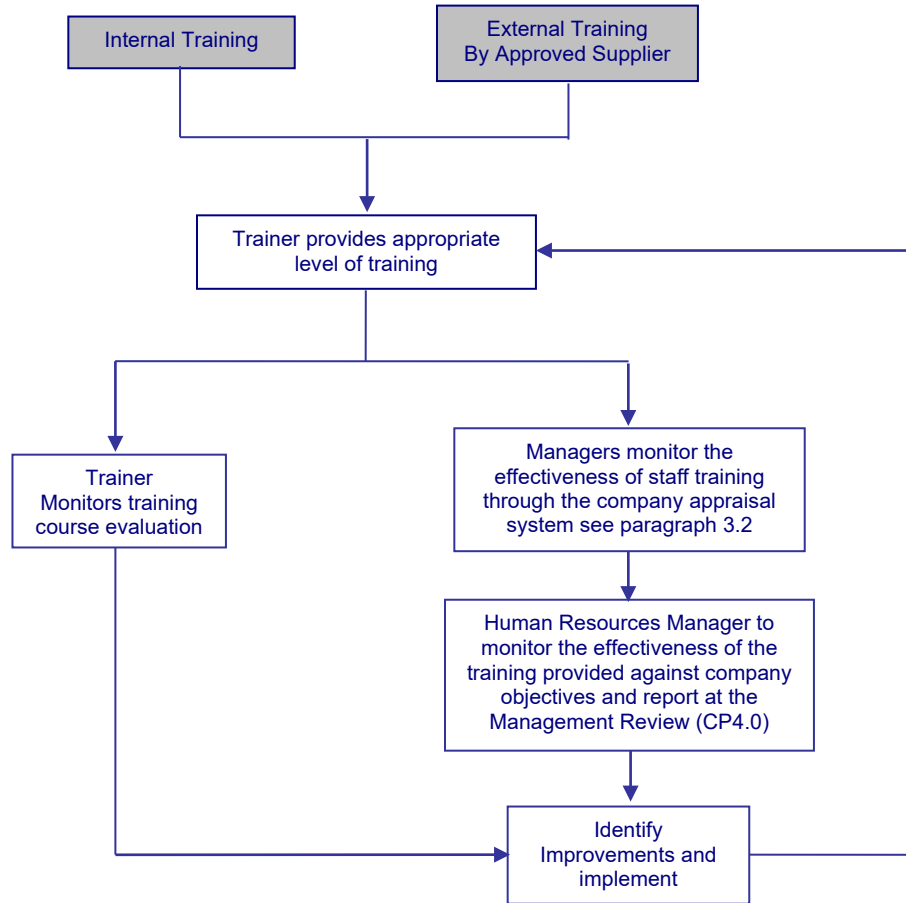 Internal Training
External Training
By Approved Supplier
Trainer provides appropriate
level of training
Trainer
Monitors training
course evaluation
Managers monitor the
effectiveness of staff training
through the company appraisal
system see paragraph 3.2
Human Resources Manager to
monitor the effectiveness of the
training provided against company
objectives and report at the
Management Review (CP4.0)
Identify
Improvements and
implement